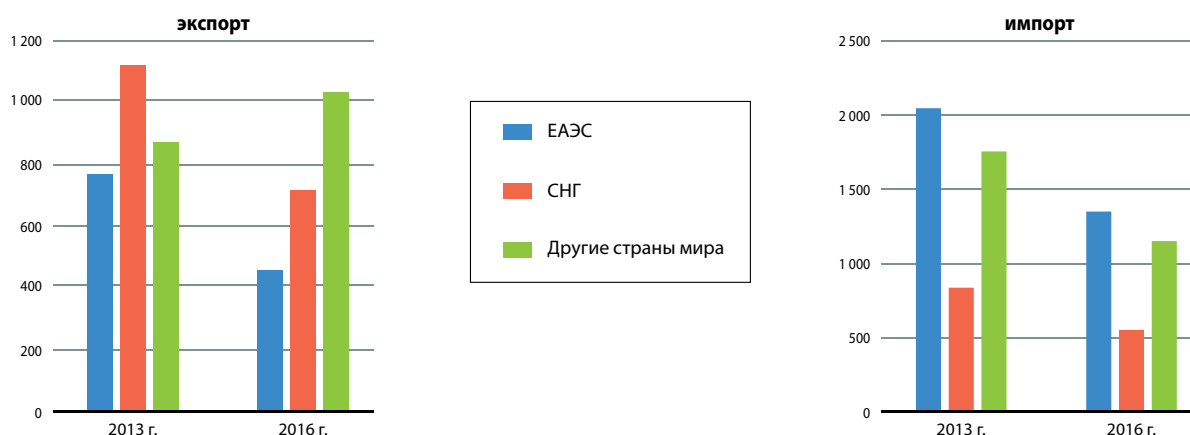 экспорт
1 200
1 000
800
600
400
200
0
2013 г.
2016 г.
ЕАЭС
СНГ
Другие страны мира
импорт
2 500
2 000
1 500
1 000
500
0
2013 г.
2016 г.